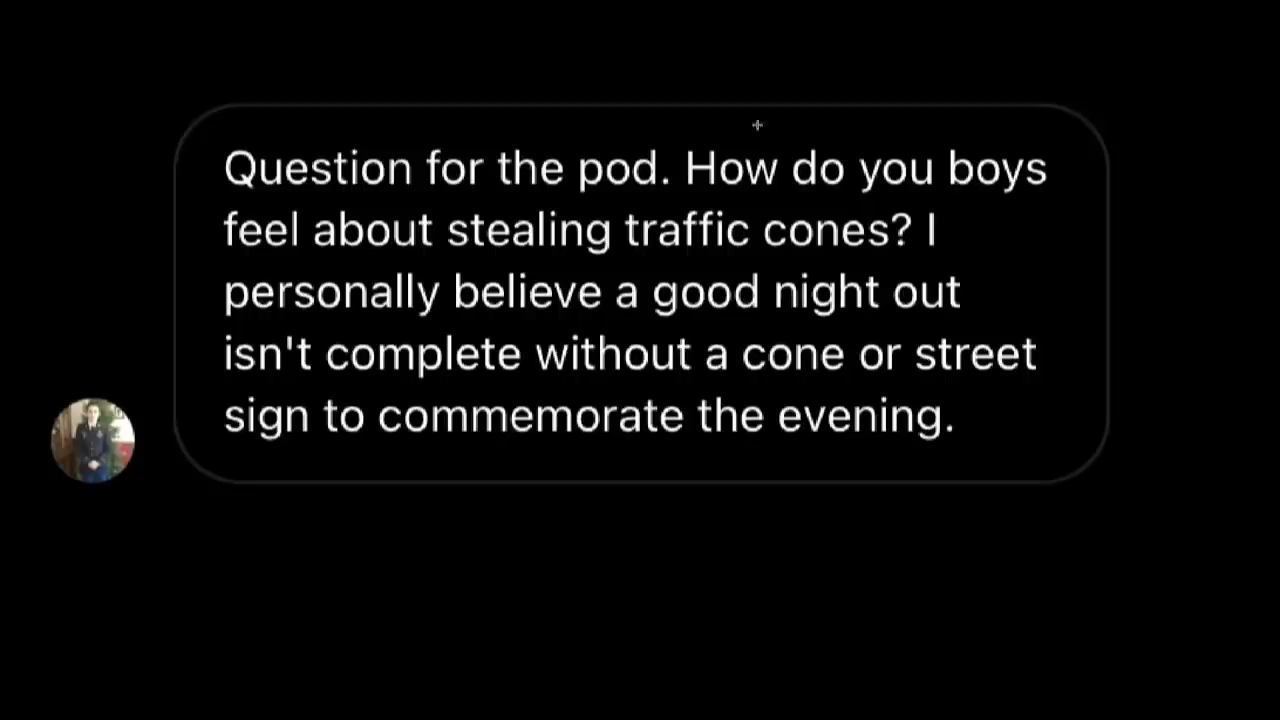 Question for the pod. How do you boys
feel about stealing traffic cones? I
personally believe a good night out
isn't complete without a cone or street
sign to commemorate the evening.